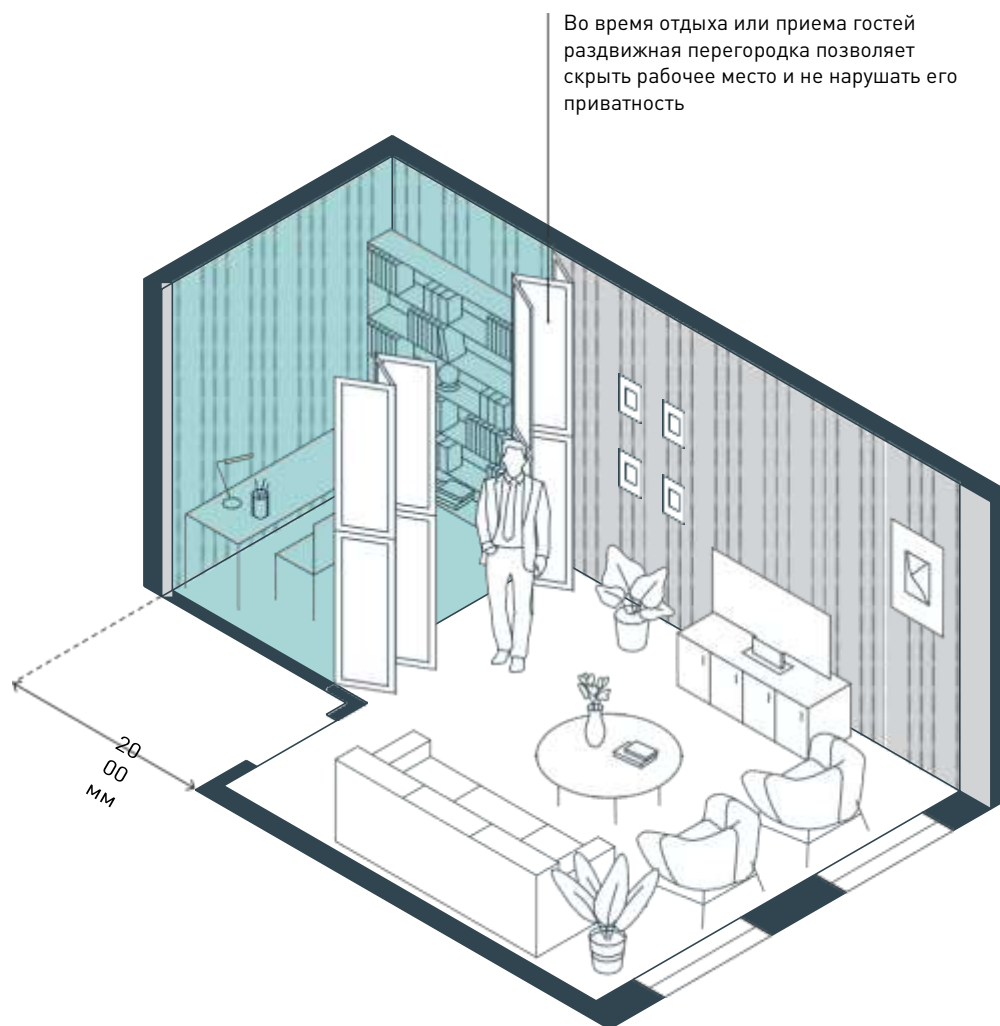 Во время отдыха или приема гостей
раздвижная перегородка позволяет
скрыть рабочее место и не нарушать его
приватность
20
00
мм